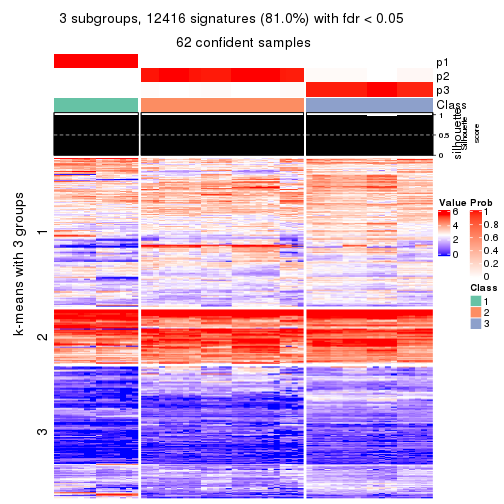 3 subgroups, 12416 signatures (81.0%) with fdr < 0.05
62 confident samples
p1
p2
p3
Class
1
0.5
0
silhouette
Silhouette
score
k-means with 3 groups
1
2
3
Value
6
4
2
0
Prob
1
0.8
0.6
0.4
0.2
0
Class
1
2
3